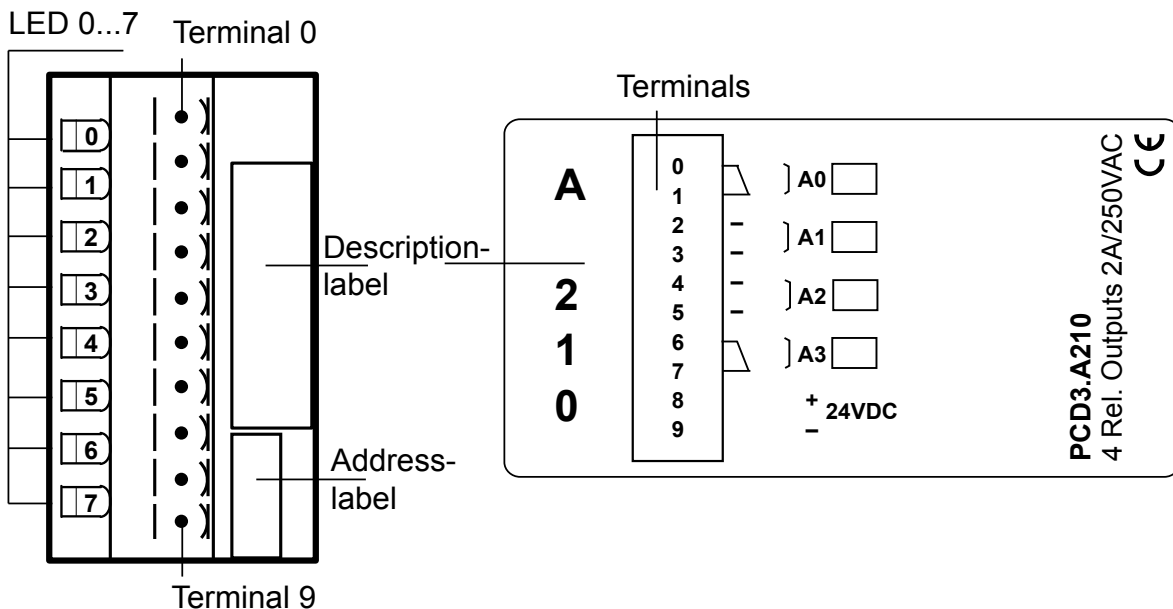 LED 0...7
Terminal 0
0
1
2
3
4
5
6
7
Description-
label
Address-
label
Terminal 9
Terminals
A
2
1
0
0
1
2
3
4
5
6
7
8
9
A0
A1
A2
A3
+
24VDC
–
PCD3.A210
4 Rel. Outputs 2A/250VAC
CE